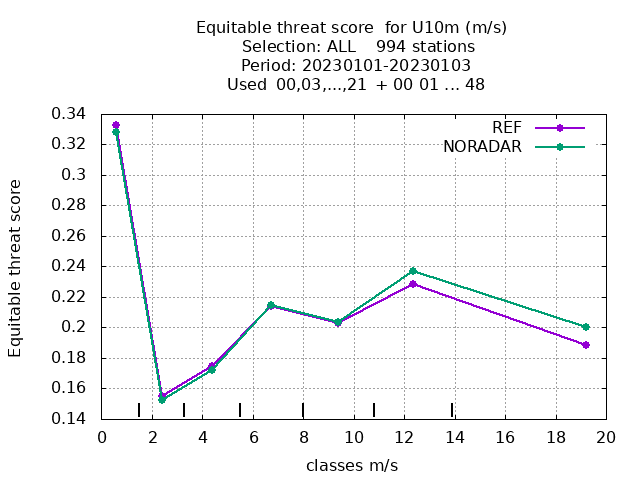 Equitable threat score  for U10m (m/s)
Selection: ALL    994 stations
Period: 20230101-20230103
Used  00,03,...,21  + 00 01 ... 48
REF
NORADAR
0.34
0.32
0.3
0.28
0.26
0.24
0.22
0.2
0.18
0.16
0.14
Equitable threat score
0 2 4 6 8 10 12 14 16 18 20
classes m/s